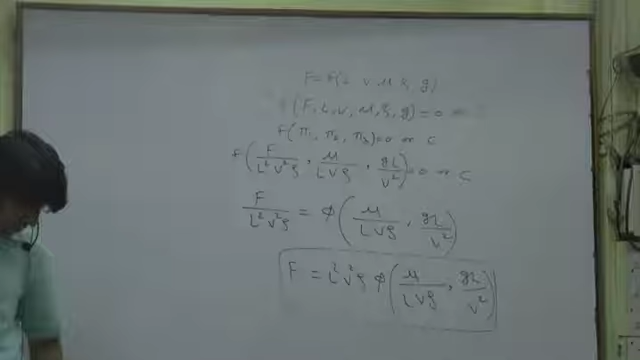 F = f(L v, μ, ρ, g)
f(F, L, v, μ, ρ, g) = 0 or
F(π₁, π₂, π₃) = 0 or C
F(F/L²V²ρ, μ/LVρ, gL/V²) = 0 or C
F/L²V²ρ = φ(μ/LVρ, gL/V²)
F = L²V²ρ φ(μ/LVρ, gL/V²)